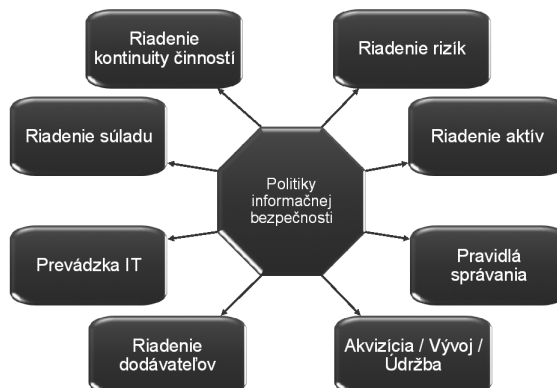 Riadenie
kontinuity činností
Riadenie rizík
Riadenie súladu
Riadenie aktív
Politiky
informačnej
bezpečnosti
Prevádzka IT
Pravidlá
správania
Riadenie
dodávateľov
Akvizícia / Vývoj /
Údržba